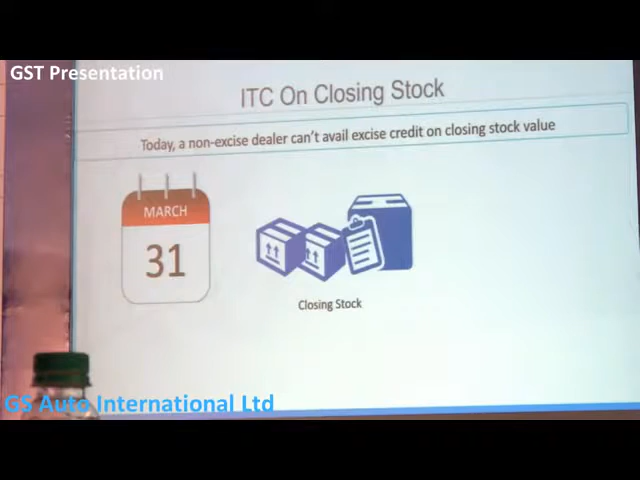 GST Presentation
ITC On Closing Stock
Today, a non-excise dealer can't avail excise credit on closing stock value
MARCH
31
Closing Stock
GS Auto International Ltd